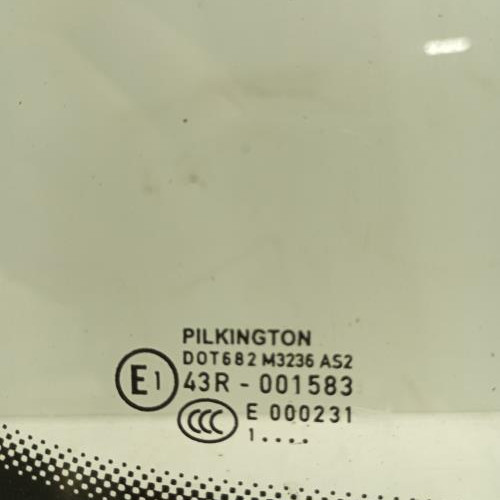 PILKINGTON
DOT682 M3236 AS2
E1 43R - 001583
CCC E 000231
1....